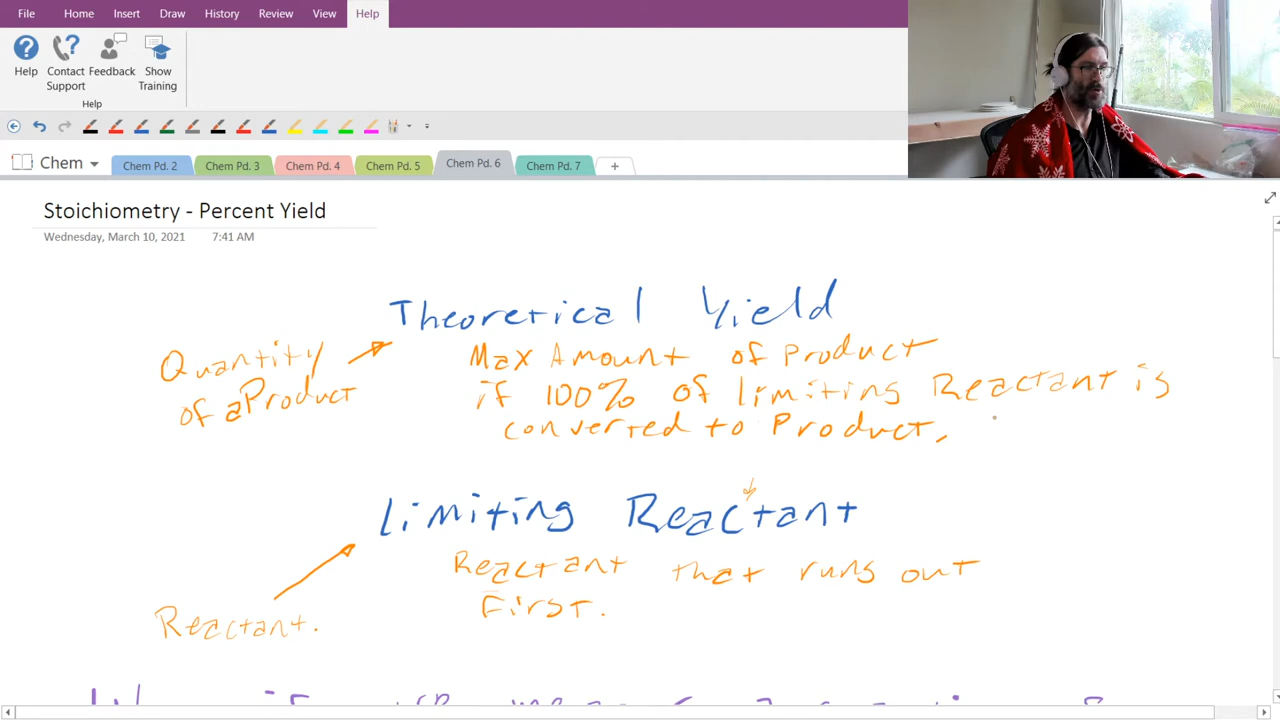 File Home Insert Draw History Review View Help
Help Contact Support Feedback Show Training
Help
Chem Chem Pd. 2 Chem Pd. 3 Chem Pd. 4 Chem Pd. 5 Chem Pd. 6 Chem Pd. 7 +
Stoichiometry - Percent Yield
Wednesday, March 10, 2021 7:41 AM
Theoretical Yield
Quantity
of a Product
Max Amount of Product
if 100% of limiting Reactant is
converted to Product,
Limiting Reactant
Reactant that runs out
First.
Reactant.